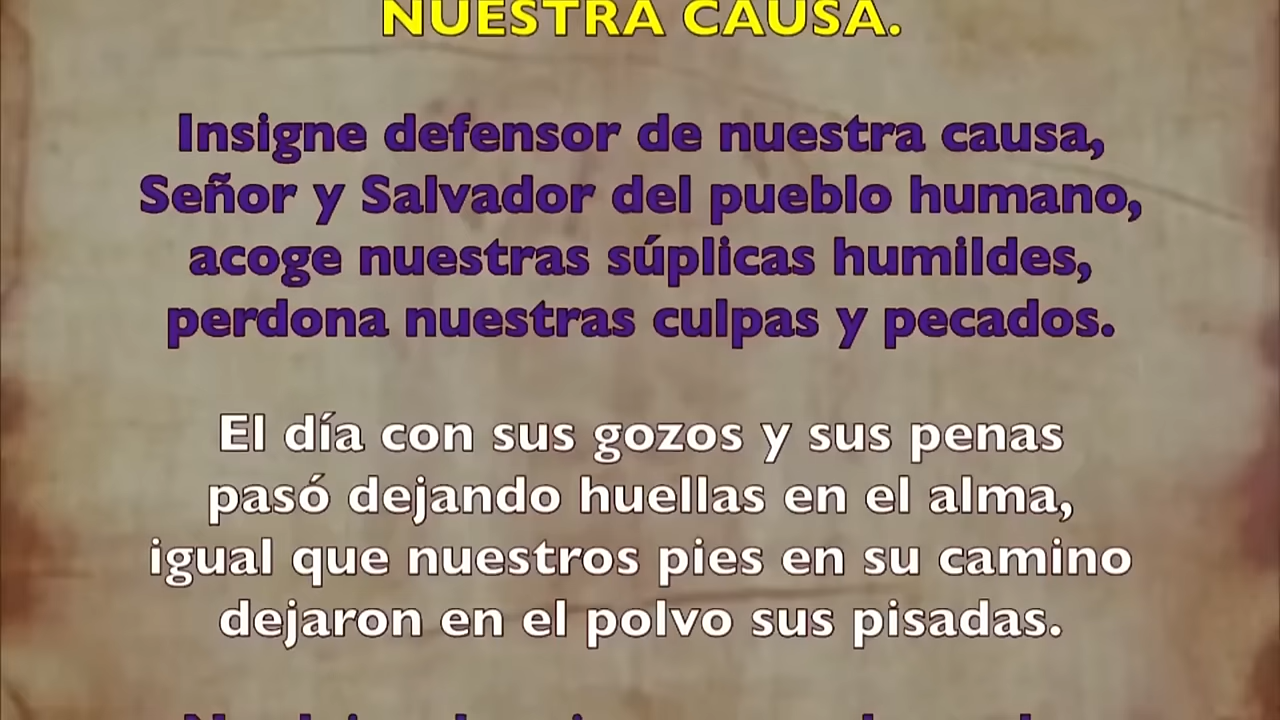 NUESTRA CAUSA.
Insigne defensor de nuestra causa,
Señor y Salvador del pueblo humano,
acoge nuestras súplicas humildes,
perdona nuestras culpas y pecados.
El día con sus gozos y sus penas
pasó dejando huellas en el alma,
igual que nuestros pies en su camino
dejaron en el polvo sus pisadas.